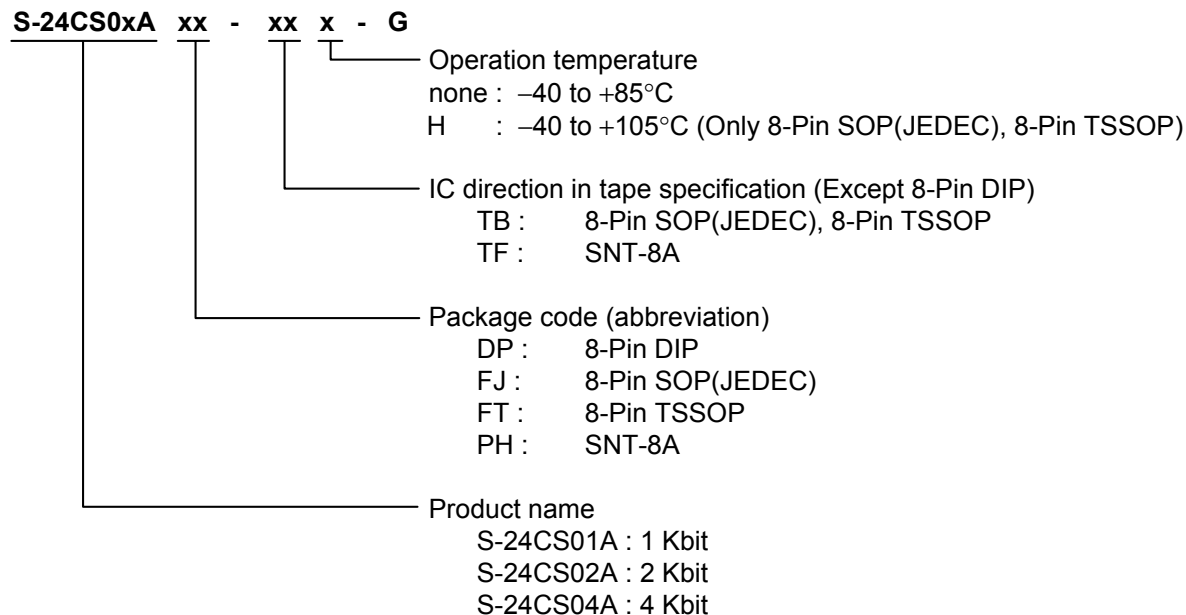 S-24CS0xA xx - xx x - G
Operation temperature
none : −40 to +85°C
H : −40 to +105°C (Only 8-Pin SOP(JEDEC), 8-Pin TSSOP)
IC direction in tape specification (Except 8-Pin DIP)
TB : 8-Pin SOP(JEDEC), 8-Pin TSSOP
TF : SNT-8A
Package code (abbreviation)
DP : 8-Pin DIP
FJ : 8-Pin SOP(JEDEC)
FT : 8-Pin TSSOP
PH : SNT-8A
Product name
S-24CS01A : 1 Kbit
S-24CS02A : 2 Kbit
S-24CS04A : 4 Kbit